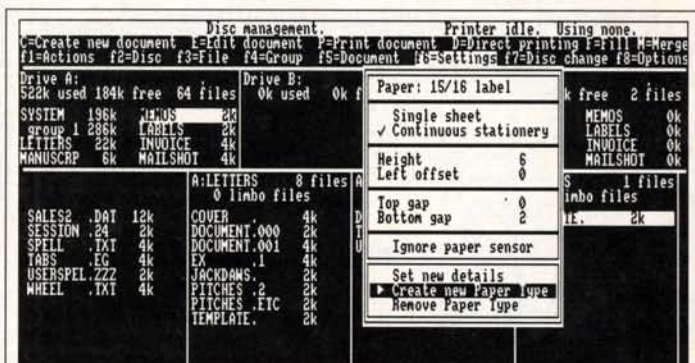 Disc management. Printer idle. Using none.
C=Create new document E=Edit document P=Print document D=Direct printing I=Fill M=Merge
f1=Actions f2=Disc f3=File f4=Group f5=Document f6=Settings f7=Disc change f8=Options
Drive A:
522k used 184k free 64 files
SYSTEM 196k MEMOS 2k
group 1 286k LABELS 2k
LETTERS 22k INVOICE 4k
MANUSCRP 6k MAILSHOT 4k
Drive B:
0k used 0k f
k free 2 files
MEMOS 0k
LABELS 0k
INVOICE 0k
MAILSHOT 0k
Paper: 15/16 label
Single sheet
✓ Continuous stationery
Height 6
Left offset 0
Top gap 0
Bottom gap 2
Ignore paper sensor
Set new details
Create new Paper Type
Remove Paper Type
SALES2 .DAT 12k
SESSION .24 2k
SPELL .TXT 4k
TABS .EG 4k
USERSPEL.ZZZ 2k
WHEEL .TXT 4k
A:LETTERS 8 files
0 limbo files
COVER . 4k
DOCUMENT.000 2k
DOCUMENT.001 4k
EX .1 4k
JACKDAWS. 2k
PITCHES .2 2k
PITCHES .ETC 2k
TEMPLATE. 2k
A
D
T
U
S 1 files
imbo files
TE. 2k